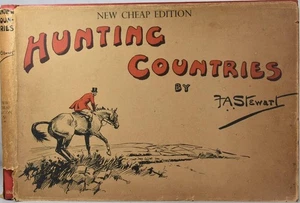 NEW CHEAP EDITION
HUNTING
COUNTRIES
BY
F.A. Stewart